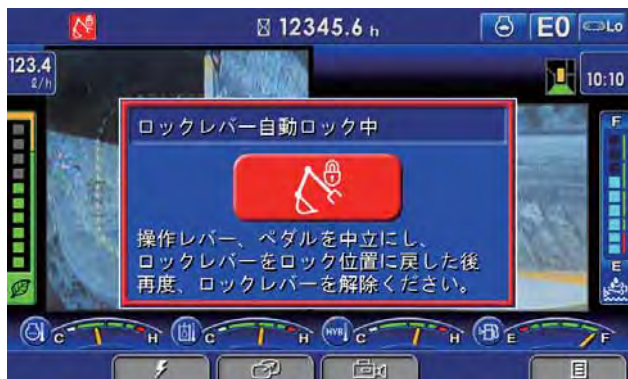 12345.6 h
E0
Lo
123.4
ℓ/h
10:10
F
ロックレバー自動ロック中
操作レバー、ペダルを中立にし、
ロックレバーをロック位置に戻した後
再度、ロックレバーを解除ください。
E
C H C H HYB C H E F